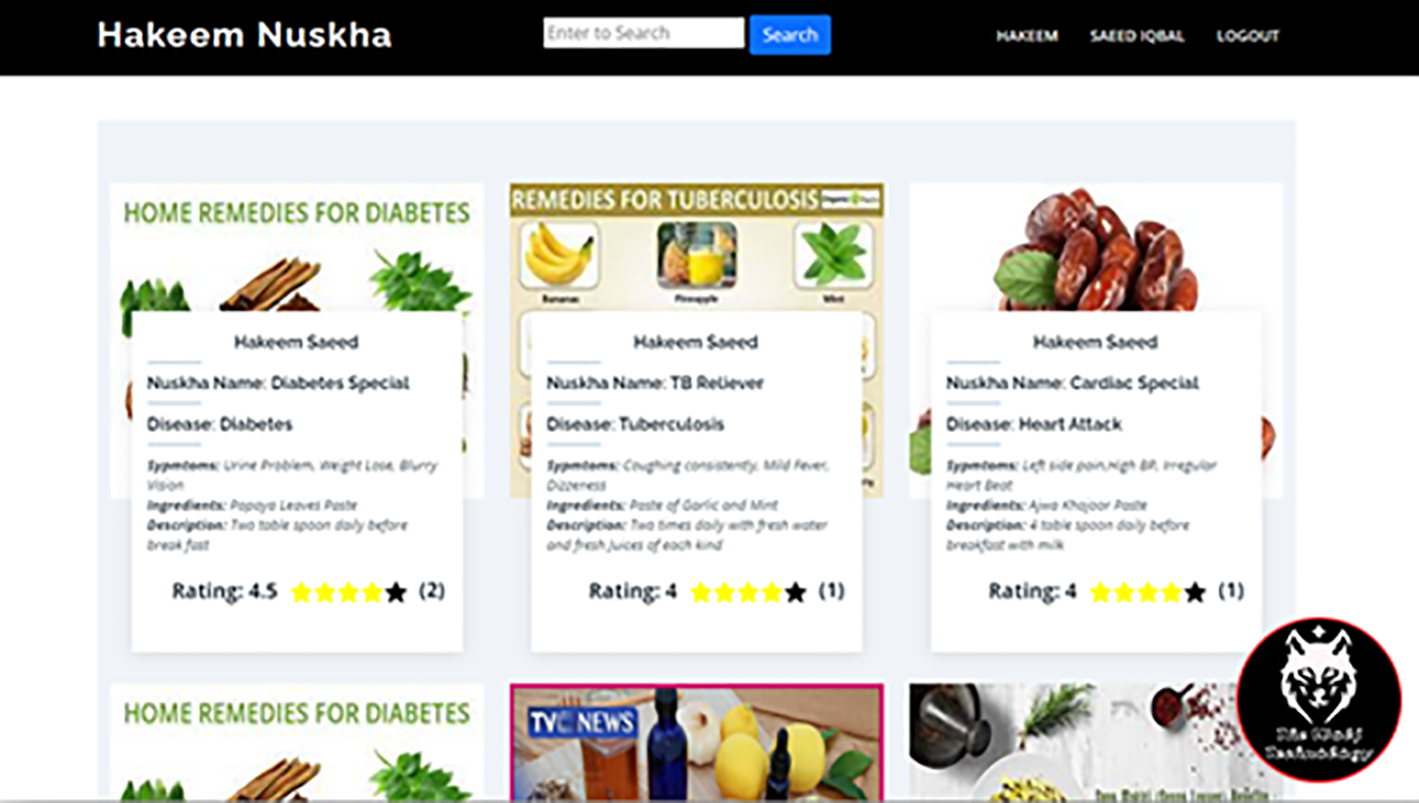 Hakeem Nuskha
Enter to Search
Search
HAKEEM
SAEED IQBAL
LOGOUT
HOME REMEDIES FOR DIABETES
Hakeem Saeed
Nuskha Name: Diabetes Special
Disease: Diabetes
Sypmtoms: Urine Problem, Weight Lose, Blurry
Vision
Ingredients: Papaya Leaves Paste
Description: Two table spoon daily before
break fast
Rating: 4.5
(2)
REMEDIES FOR TUBERCULOSIS
Bananas
Pineapple
Mint
Hakeem Saeed
Nuskha Name: TB Reliever
Disease: Tuberculosis
Sypmtoms: Coughing consistently, Mild Fever,
Dizzeness
Ingredients: Paste of Garlic and Mint
Description: Two times daily with fresh water
and fresh juices of each kind
Rating: 4
(1)
Hakeem Saeed
Nuskha Name: Cardiac Special
Disease: Heart Attack
Sypmtoms: Left side pain,High BP, Irregular
Heart Beat
Ingredients: Ajwa Khajoor Paste
Description: 4 table spoon daily before
breakfast with milk
Rating: 4
(1)
HOME REMEDIES FOR DIABETES
TVC NEWS
Technology